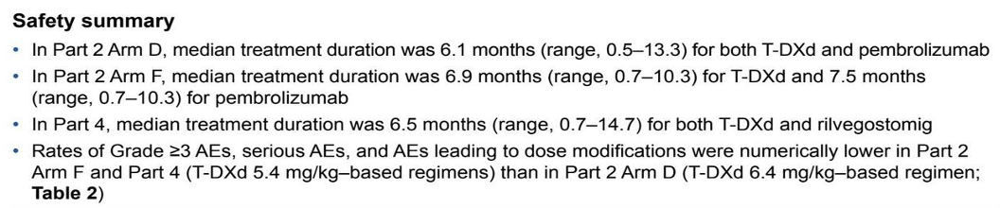 Safety summary
• In Part 2 Arm D, median treatment duration was 6.1 months (range, 0.5–13.3) for both T-DXd and pembrolizumab
• In Part 2 Arm F, median treatment duration was 6.9 months (range, 0.7–10.3) for T-DXd and 7.5 months
(range, 0.7–10.3) for pembrolizumab
• In Part 4, median treatment duration was 6.5 months (range, 0.7–14.7) for both T-DXd and rilvegostomig
• Rates of Grade ≥3 AEs, serious AEs, and AEs leading to dose modifications were numerically lower in Part 2
Arm F and Part 4 (T-DXd 5.4 mg/kg–based regimens) than in Part 2 Arm D (T-DXd 6.4 mg/kg–based regimen;
Table 2)